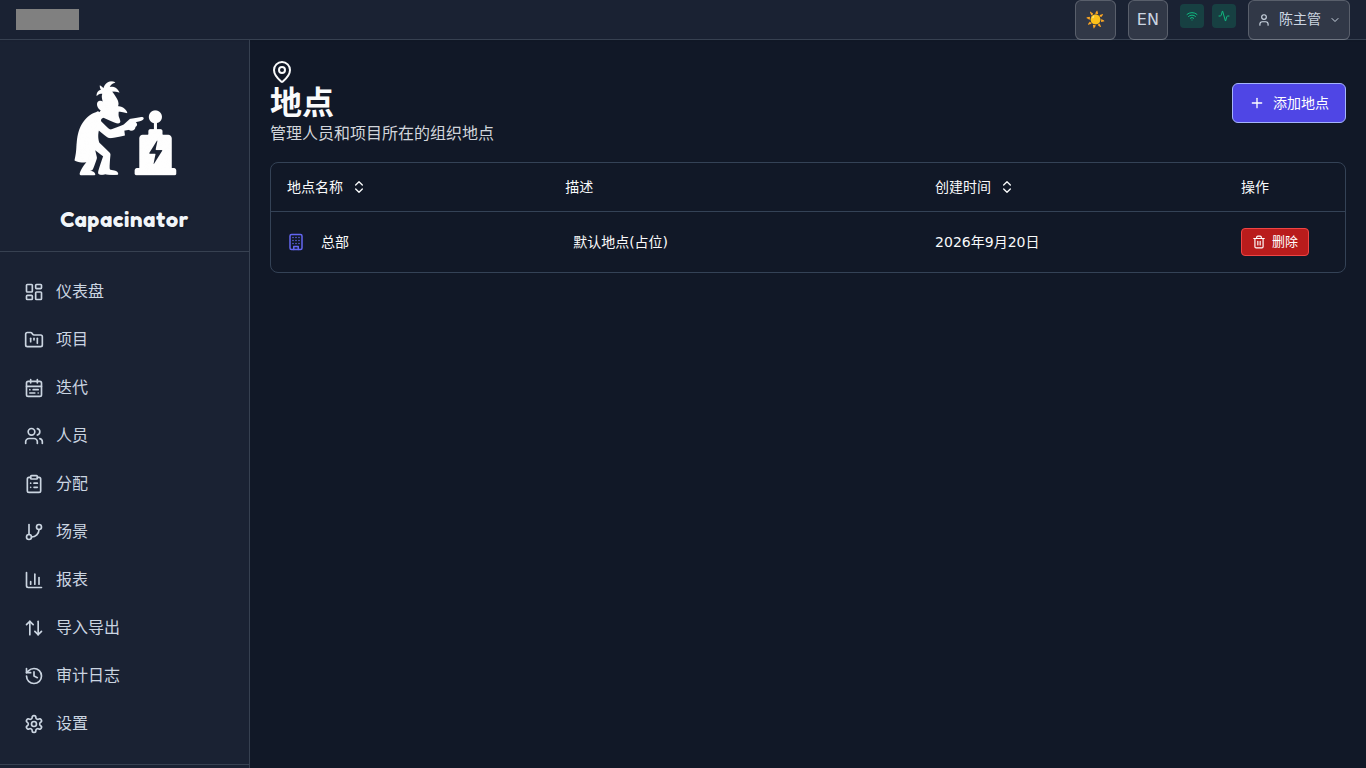 EN
陈主管
Capacinator
仪表盘
项目
迭代
人员
分配
场景
报表
导入导出
审计日志
设置
地点
管理人员和项目所在的组织地点
添加地点
地点名称 描述 创建时间 操作
总部 默认地点(占位) 2026年9月20日 删除